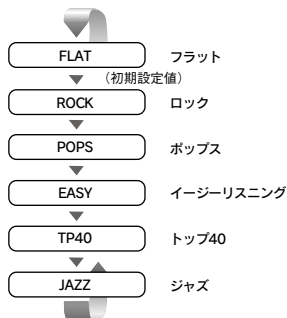 FLAT フラット
（初期設定値）
ROCK ロック
POPS ポップス
EASY イージーリスニング
TP40 トップ40
JAZZ ジャズ